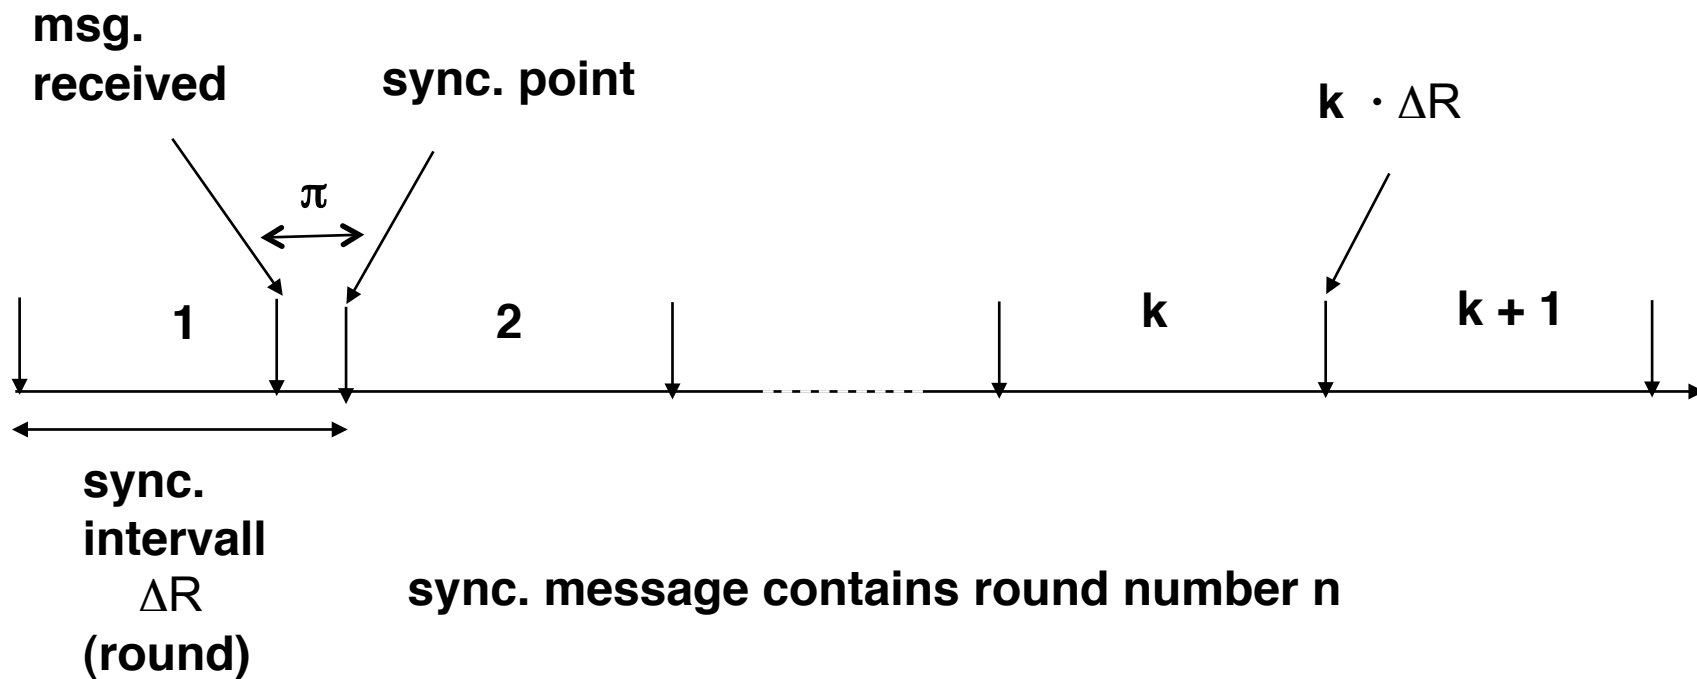 msg.
received
sync. point
k · ΔR
π
1
2
k
k + 1
sync.
intervall
ΔR
(round)
sync. message contains round number n